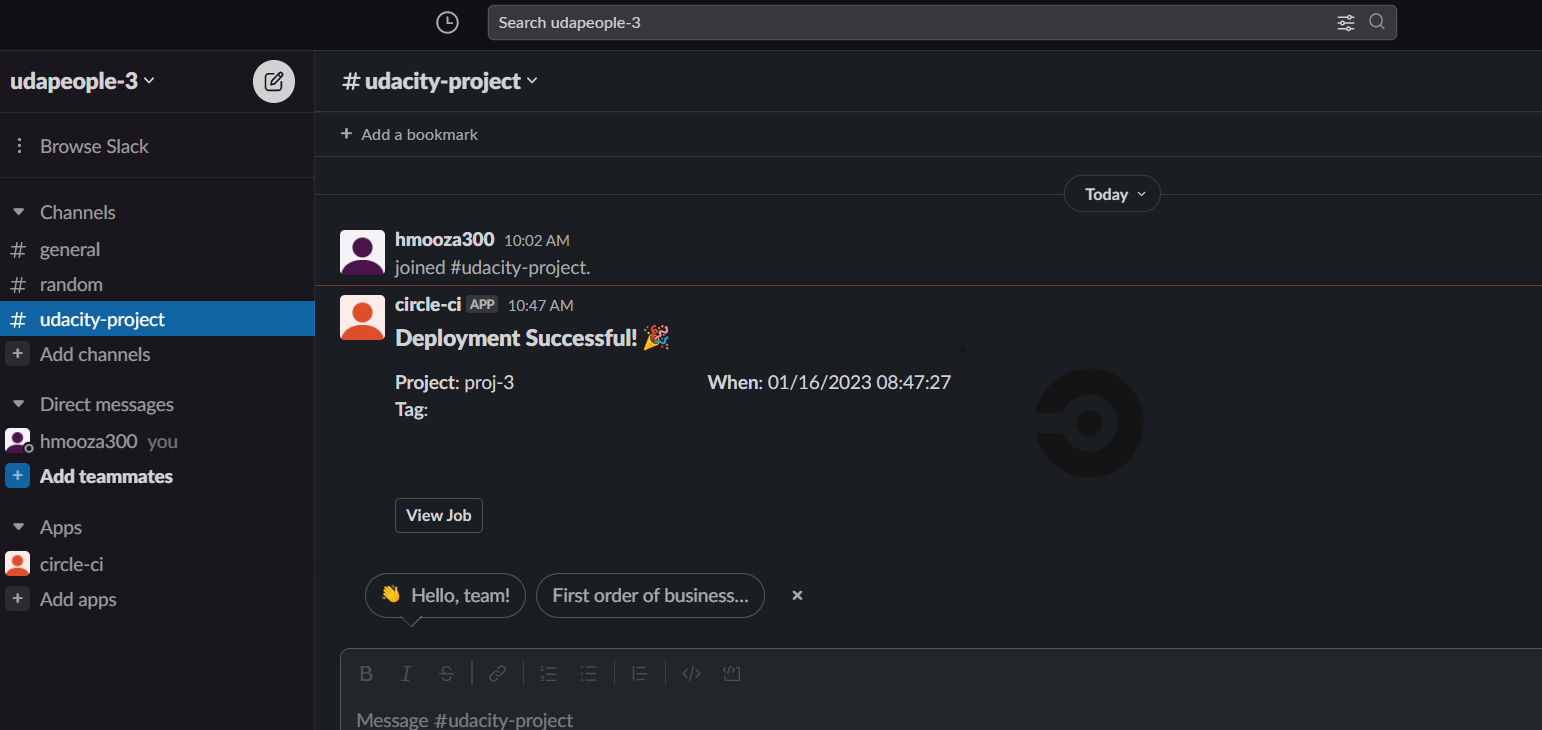 Search udapeople-3
udapeople-3
Browse Slack
Channels
# general
# random
# udacity-project
+ Add channels
Direct messages
hmooza300 you
+ Add teammates
Apps
circle-ci
+ Add apps
# udacity-project
+ Add a bookmark
Today
hmooza300 10:02 AM
joined #udacity-project.
circle-ci APP 10:47 AM
Deployment Successful! 🎉
Project: proj-3 When: 01/16/2023 08:47:27
Tag:
View Job
👋 Hello, team! First order of business... ×
B I S
Message #udacity-project